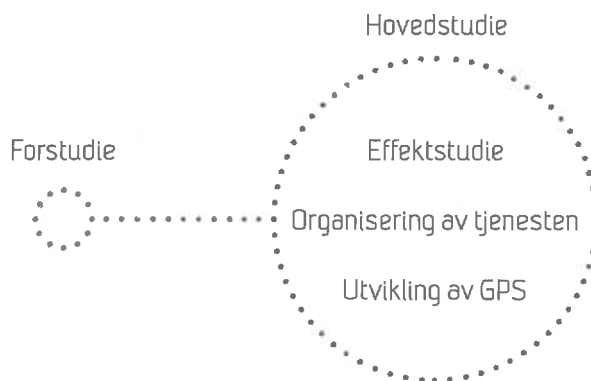 Hovedstudie
Forstudie
Effektstudie
Organisering av tjenesten
Utvikling av GPS